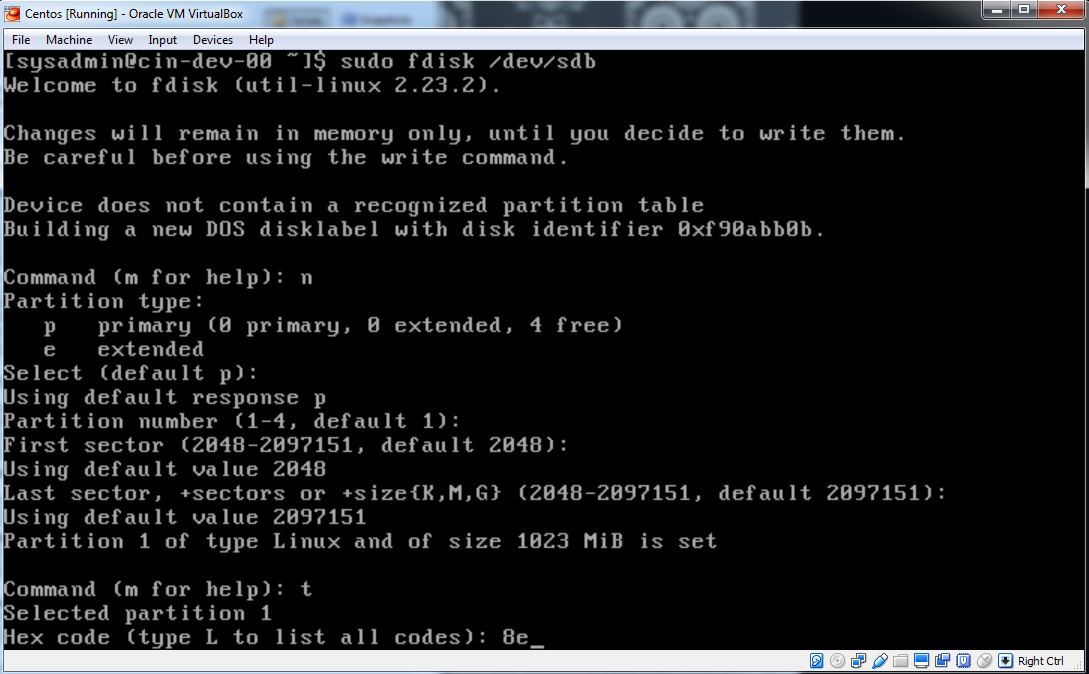 Centos [Running] - Oracle VM VirtualBox
File Machine View Input Devices Help
[sysadmin@cin-dev-00 ~]$ sudo fdisk /dev/sdb
Welcome to fdisk (util-linux 2.23.2).
Changes will remain in memory only, until you decide to write them.
Be careful before using the write command.
Device does not contain a recognized partition table
Building a new DOS disklabel with disk identifier 0xf90abb0b.
Command (m for help): n
Partition type:
   p   primary (0 primary, 0 extended, 4 free)
   e   extended
Select (default p):
Using default response p
Partition number (1-4, default 1):
First sector (2048-2097151, default 2048):
Using default value 2048
Last sector, +sectors or +size{K,M,G} (2048-2097151, default 2097151):
Using default value 2097151
Partition 1 of type Linux and of size 1023 MiB is set
Command (m for help): t
Selected partition 1
Hex code (type L to list all codes): 8e_
Right Ctrl